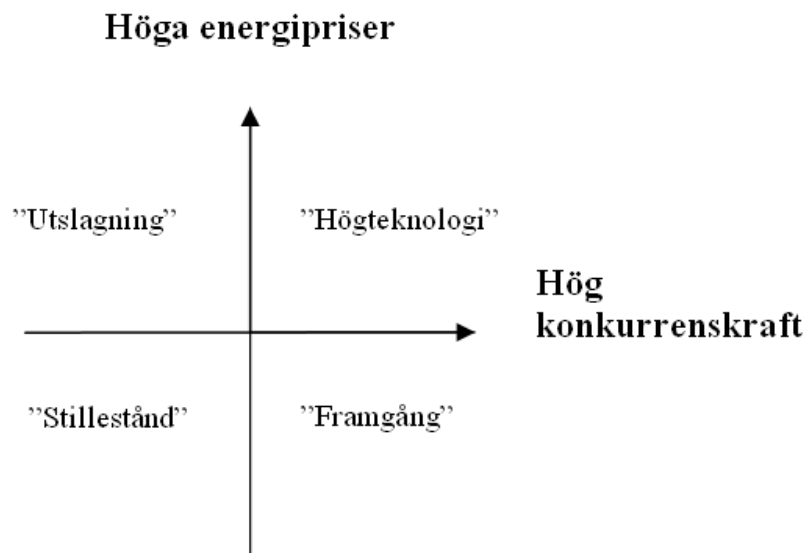 Höga energipriser
”Utslagning”
”Högteknologi”
Hög
konkurrenskraft
”Stillestånd”
”Framgång”